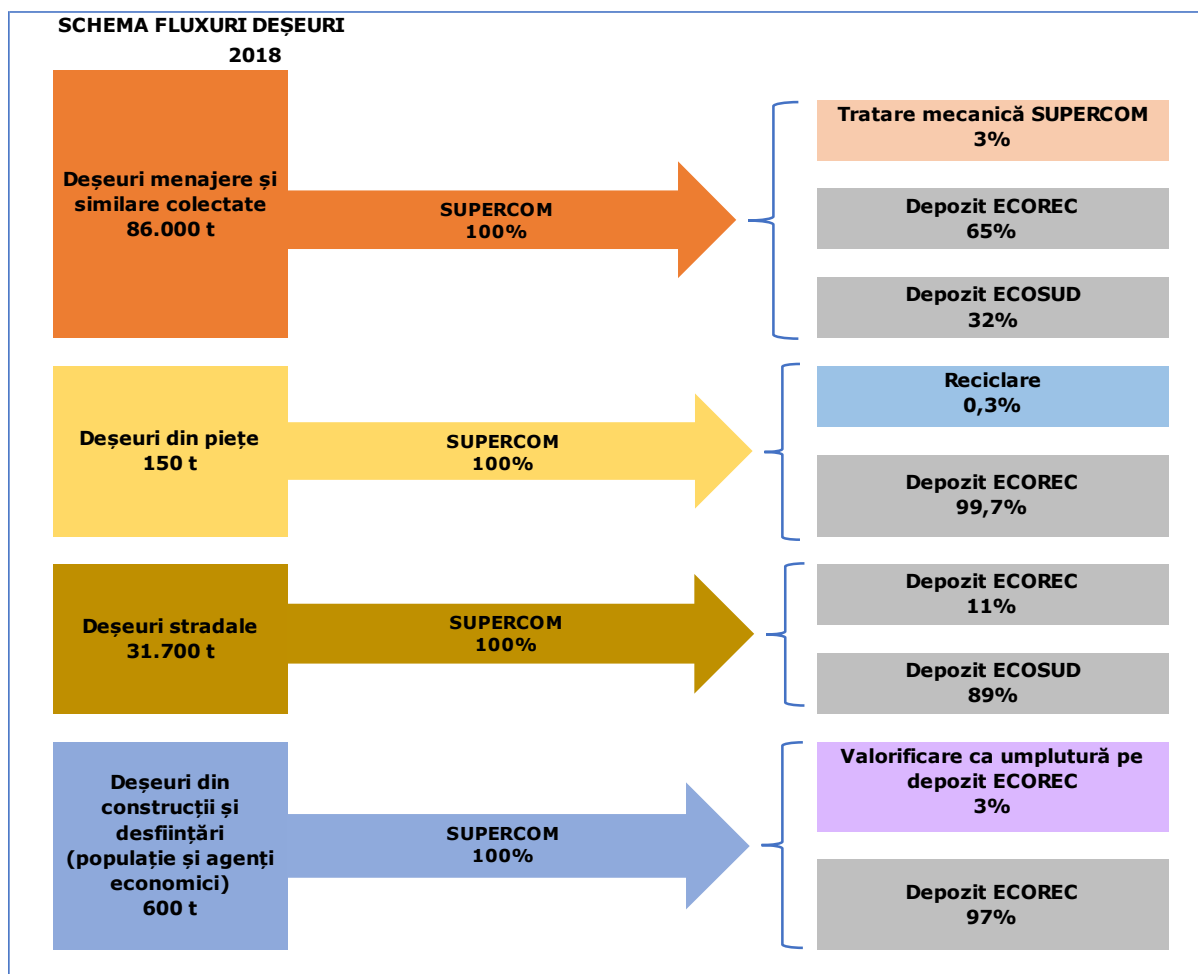 SCHEMA FLUXURI DEȘEURI
2018
Deșeuri menajere și
similare colectate
86.000 t
SUPERCOM
100%
Tratare mecanică SUPERCOM
3%
Depozit ECOREC
65%
Depozit ECOSUD
32%
Deșeuri din piețe
150 t
SUPERCOM
100%
Reciclare
0,3%
Depozit ECOREC
99,7%
Deșeuri stradale
31.700 t
SUPERCOM
100%
Depozit ECOREC
11%
Depozit ECOSUD
89%
Deșeuri din
construcții și
desființări
(populație și agenți
economici)
600 t
SUPERCOM
100%
Valorificare ca umplutură pe
depozit ECOREC
3%
Depozit ECOREC
97%